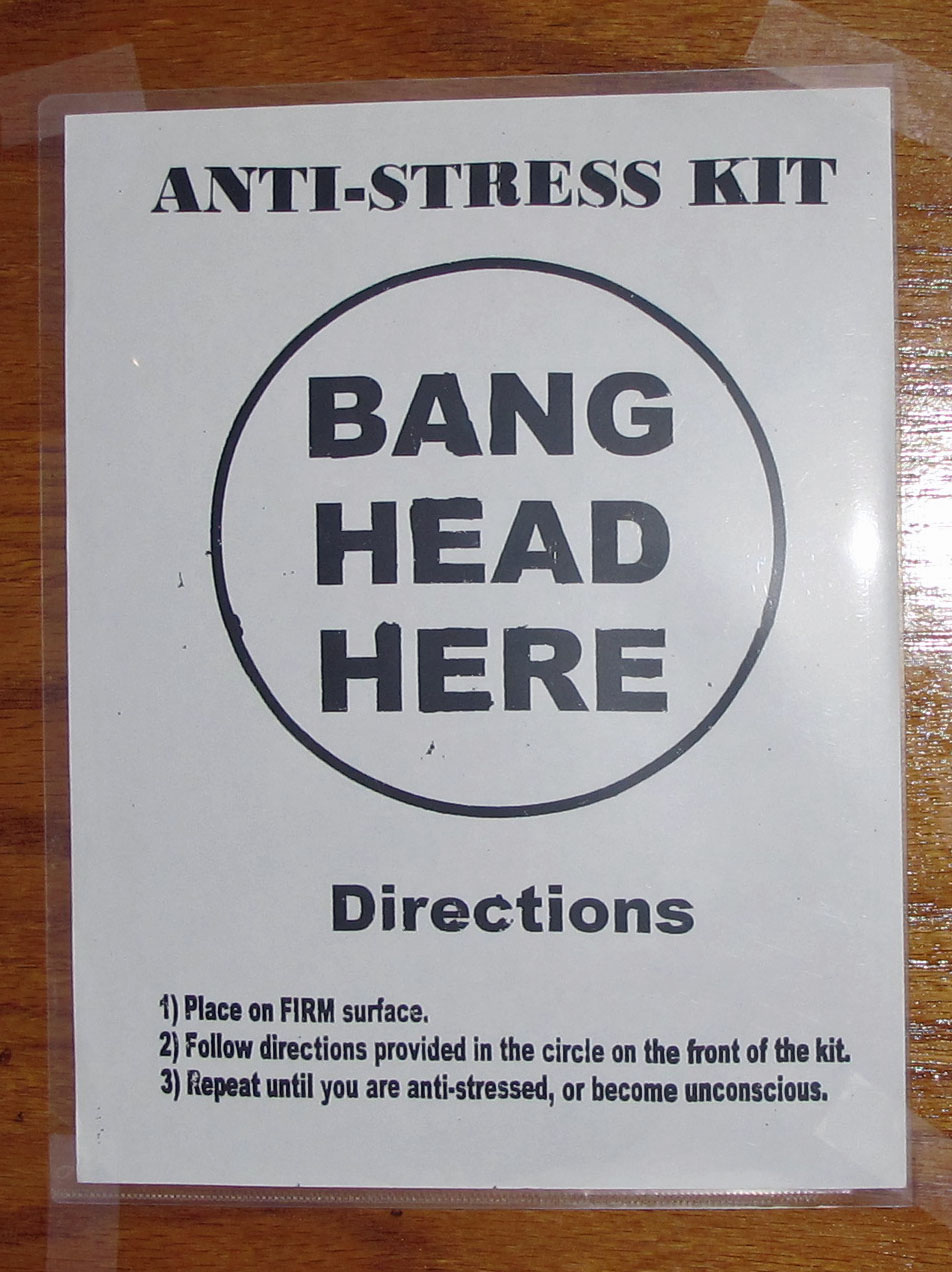 ANTI-STRESS KIT
BANG
HEAD
HERE
Directions
1) Place on FIRM surface.
2) Follow directions provided in the circle on the front of the kit.
3) Repeat until you are anti-stressed, or become unconscious.